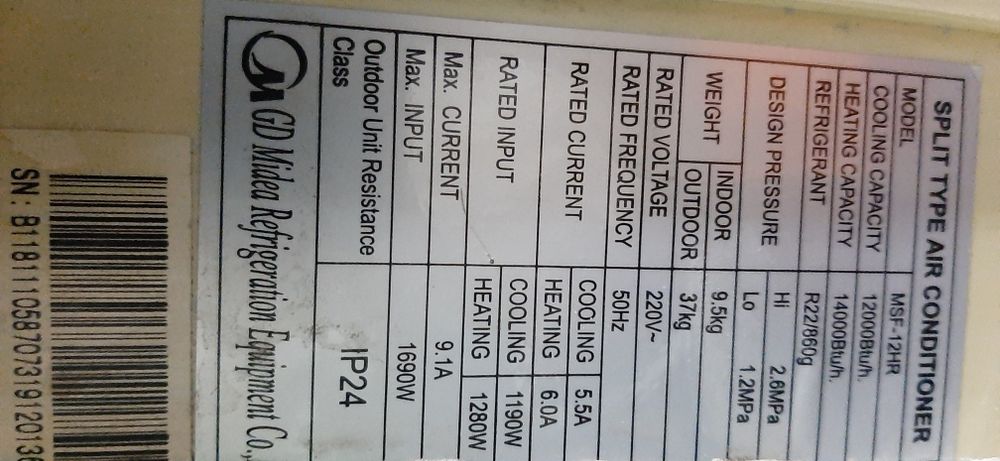 SPLIT TYPE AIR CONDITIONER
MODEL MSF-12HR
COOLING CAPACITY 12000Btu/h.
HEATING CAPACITY 14000Btu/h.
REFRIGERANT R22/860g
DESIGN PRESSURE Hi 2.6MPa
Lo 1.2MPa
WEIGHT INDOOR 9.5kg
OUTDOOR 37kg
RATED VOLTAGE 220V~
RATED FREQUENCY 50Hz
RATED CURRENT COOLING 5.5A
HEATING 6.0A
RATED INPUT COOLING 1190W
HEATING 1280W
Max. CURRENT 9.1A
Max. INPUT 1690W
Outdoor Unit Resistance
Class IP24
GD Midea Refrigeration Equipment Co.,
SN: B11811105870731912013